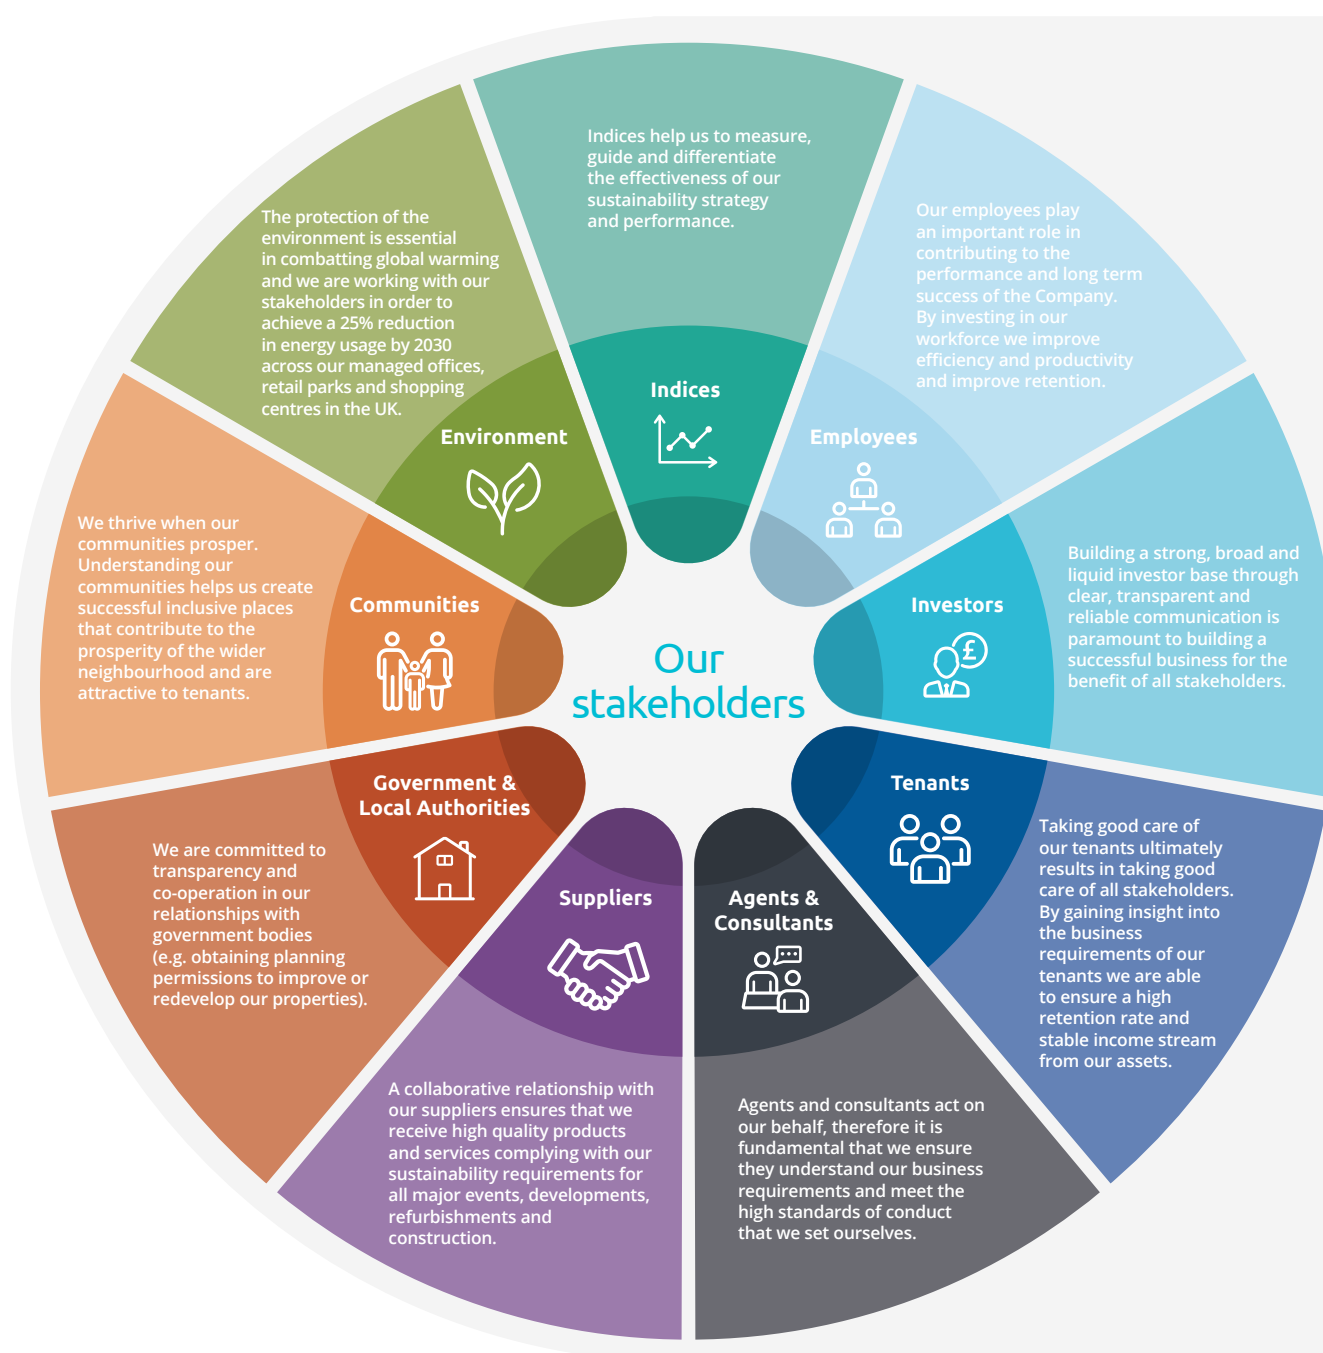 Our
stakeholders
Indices
Indices help us to measure,
guide and differentiate
the effectiveness of our
sustainability strategy
and performance.
Employees
Our employees play
an important role in
contributing to the
performance and long term
success of the Company.
By investing in our
workforce we improve
efficiency and productivity
and improve retention.
Investors
£
Building a strong, broad and
liquid investor base through
clear, transparent and
reliable communication is
paramount to building a
successful business for the
benefit of all stakeholders.
Tenants
Taking good care of
our tenants ultimately
results in taking good
care of all stakeholders.
By gaining insight into
the business
requirements of our
tenants we are able
to ensure a high
retention rate and
stable income stream
from our assets.
Agents &
Consultants
Agents and consultants act on
our behalf, therefore it is
fundamental that we ensure
they understand our business
requirements and meet the
high standards of conduct
that we set ourselves.
Suppliers
A collaborative relationship with
our suppliers ensures that we
receive high quality products
and services complying with our
sustainability requirements for
all major events, developments,
refurbishments and
construction.
Government &
Local Authorities
We are committed to
transparency and
co-operation in our
relationships with
government bodies
(e.g. obtaining planning
permissions to improve or
redevelop our properties).
Communities
We thrive when our
communities prosper.
Understanding our
communities helps us create
successful inclusive places
that contribute to the
prosperity of the wider
neighbourhood and are
attractive to tenants.
Environment
The protection of the
environment is essential
in combatting global warming
and we are working with our
stakeholders in order to
achieve a 25% reduction
in energy usage by 2030
across our managed offices,
retail parks and shopping
centres in the UK.